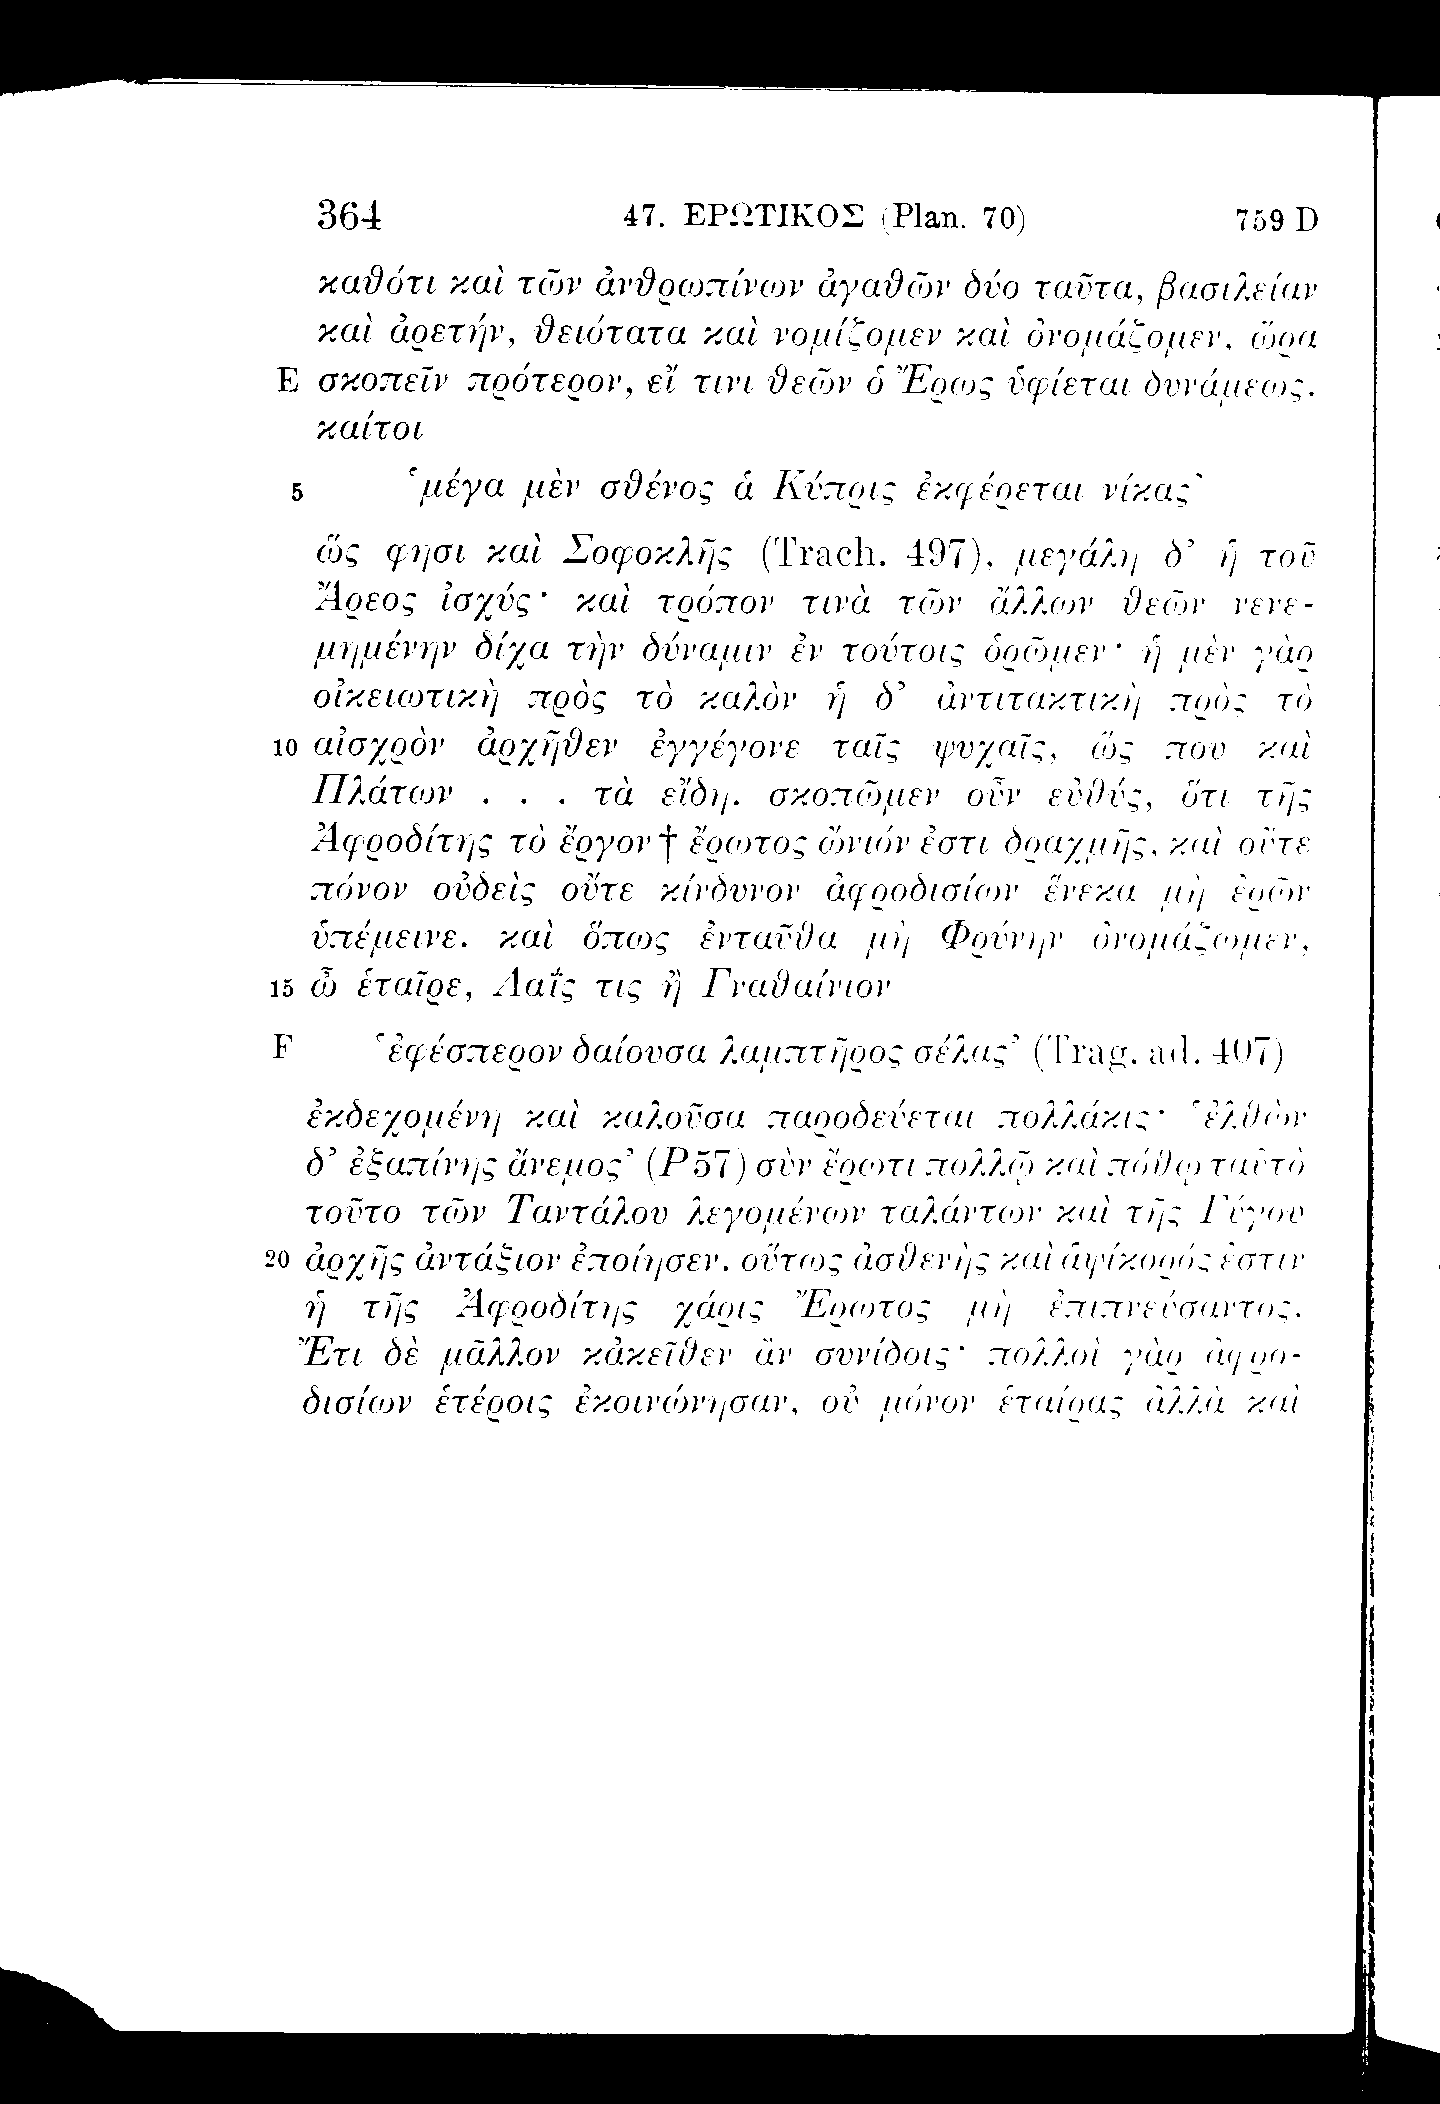 364 47. ΕΡΩΤΙΚΟΣ (Plan. 70) 759 D
καθότι καὶ τῶν ἀνθρωπίνων ἀγαθῶν δύο ταῦτα, βασιλείαν
καὶ ἀρετήν, θειότατα καὶ νομίζομεν καὶ ὀνομάζομεν, ὥρα
E σκοπεῖν πρότερον, εἴ τινι θεῶν ὁ Ἔρως ὑφίεται δυνάμεως.
καίτοι
5 ‘μέγα μὲν σθένος ἁ Κύπρις ἐκφέρεται νίκας’
ὥς φησι καὶ Σοφοκλῆς (Trach. 497), μεγάλη δ’ ἡ τοῦ
Ἄρεος ἰσχύς· καὶ τρόπον τινὰ τῶν ἄλλων θεῶν νενε-
μημένην δίχα τὴν δύναμιν ἐν τούτοις ὁρῶμεν· ἡ μὲν γὰρ
οἰκειωτικὴ πρὸς τὸ καλὸν ἡ δ’ ἀντιτακτικὴ πρὸς τὸ
10 αἰσχρὸν ἀρχῆθεν ἐγγέγονε ταῖς ψυχαῖς, ὥς που καὶ
Πλάτων . . . τὰ εἴδη. σκοπῶμεν οὖν εὐθύς, ὅτι τῆς
Ἀφροδίτης τὸ ἔργον † ἔρωτος ὤνιόν ἐστι δραχμῆς, καὶ οὔτε
πόνον οὐδεὶς οὔτε κίνδυνον ἀφροδισίων ἕνεκα μὴ ἐρῶν
ὑπέμεινε. καὶ ὅπως ἐνταῦθα μὴ Φρύνην ὀνομάζωμεν,
15 ὦ ἑταῖρε, Λαΐς τις ἢ Γναθαίνιον
F ‘ἐφέσπερον δαίουσα λαμπτῆρος σέλας’ (Trag. ad. 407)
ἐκδεχομένη καὶ καλοῦσα παροδεύεται πολλάκις· ‘ἐλθὼν
δ’ ἐξαπίνης ἄνεμος’ (P 57) σὺν ἔρωτι πολλῷ καὶ πόθῳ ταὐτὸ
τοῦτο τῶν Ταντάλου λεγομένων ταλάντων καὶ τῆς Γύγου
20 ἀρχῆς ἀντάξιον ἐποίησεν. οὕτως ἀσθενὴς καὶ ἁψίκορός ἐστιν
ἡ τῆς Ἀφροδίτης χάρις Ἔρωτος μὴ ἐπιπνεύσαντος.
Ἔτι δὲ μᾶλλον κἀκεῖθεν ἂν συνίδοις· πολλοὶ γὰρ ἀφρο-
δισίων ἑτέροις ἐκοινώνησαν, οὐ μόνον ἑταίρας ἀλλὰ καὶ